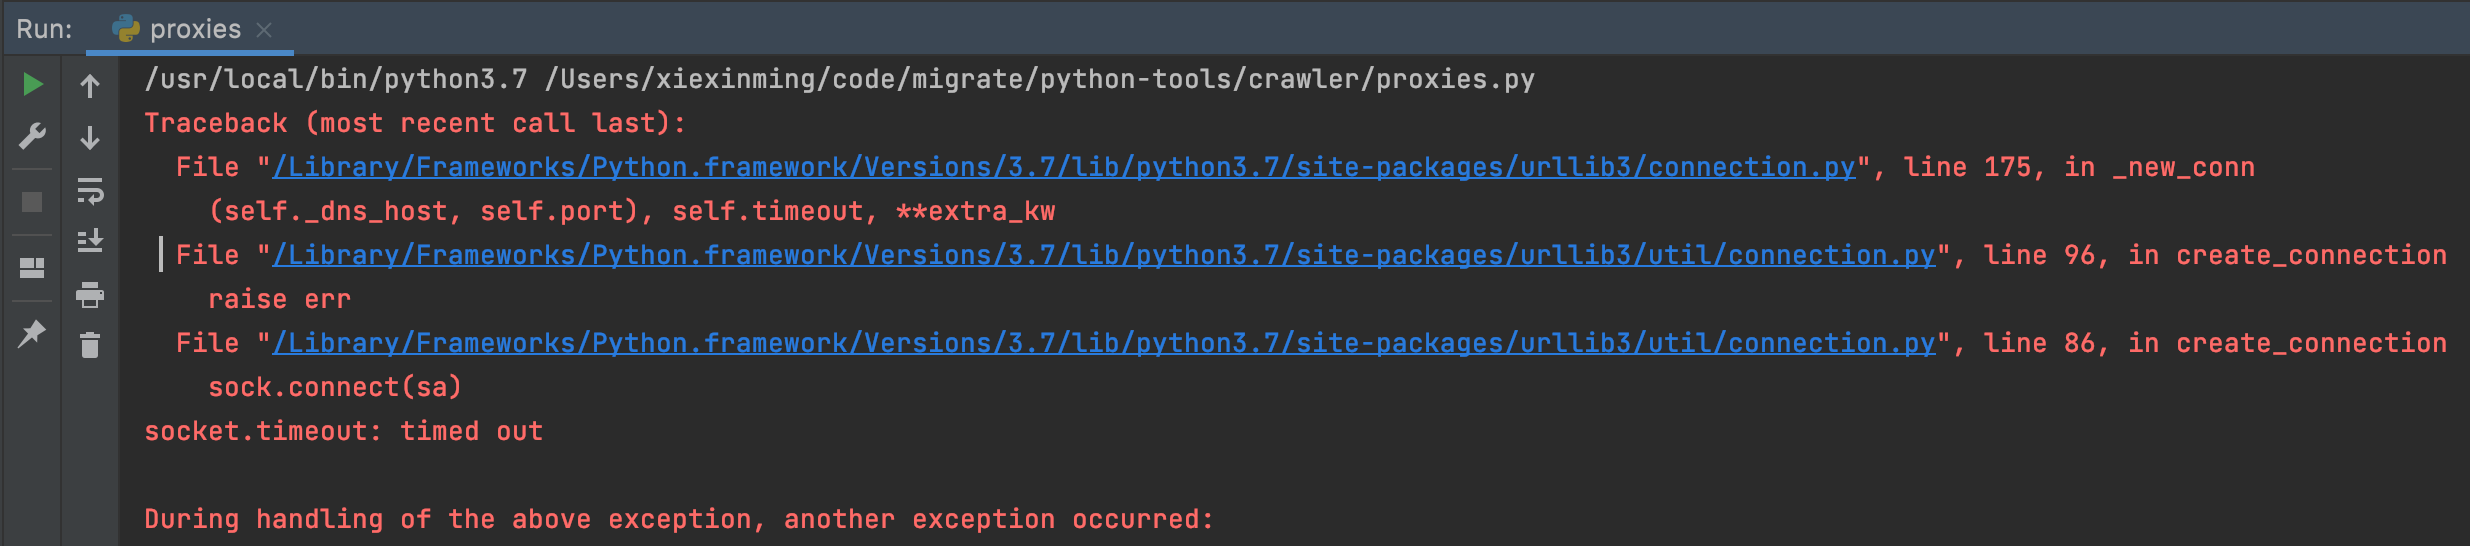 Run: proxies
/usr/local/bin/python3.7 /Users/xiexinming/code/migrate/python-tools/crawler/proxies.py
Traceback (most recent call last):
  File "/Library/Frameworks/Python.framework/Versions/3.7/lib/python3.7/site-packages/urllib3/connection.py", line 175, in _new_conn
    (self._dns_host, self.port), self.timeout, **extra_kw
  File "/Library/Frameworks/Python.framework/Versions/3.7/lib/python3.7/site-packages/urllib3/util/connection.py", line 96, in create_connection
    raise err
  File "/Library/Frameworks/Python.framework/Versions/3.7/lib/python3.7/site-packages/urllib3/util/connection.py", line 86, in create_connection
    sock.connect(sa)
socket.timeout: timed out
During handling of the above exception, another exception occurred: